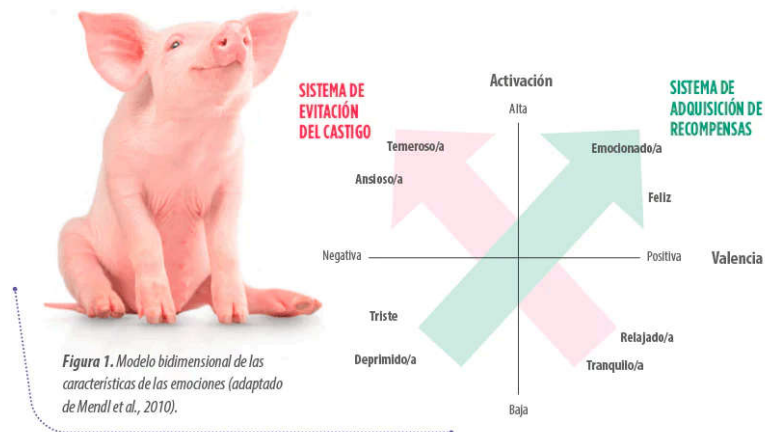 SISTEMA DE
EVITACIÓN
DEL CASTIGO
Activación
Alta
SISTEMA DE
ADQUISICIÓN DE
RECOMPENSAS
Temeroso/a
Emocionado/a
Ansioso/a
Feliz
Negativa
Positiva
Valencia
Triste
Relajado/a
Deprimido/a
Tranquilo/a
Baja
Figura 1. Modelo bidimensional de las
características de las emociones (adaptado
de Mendl et al., 2010).